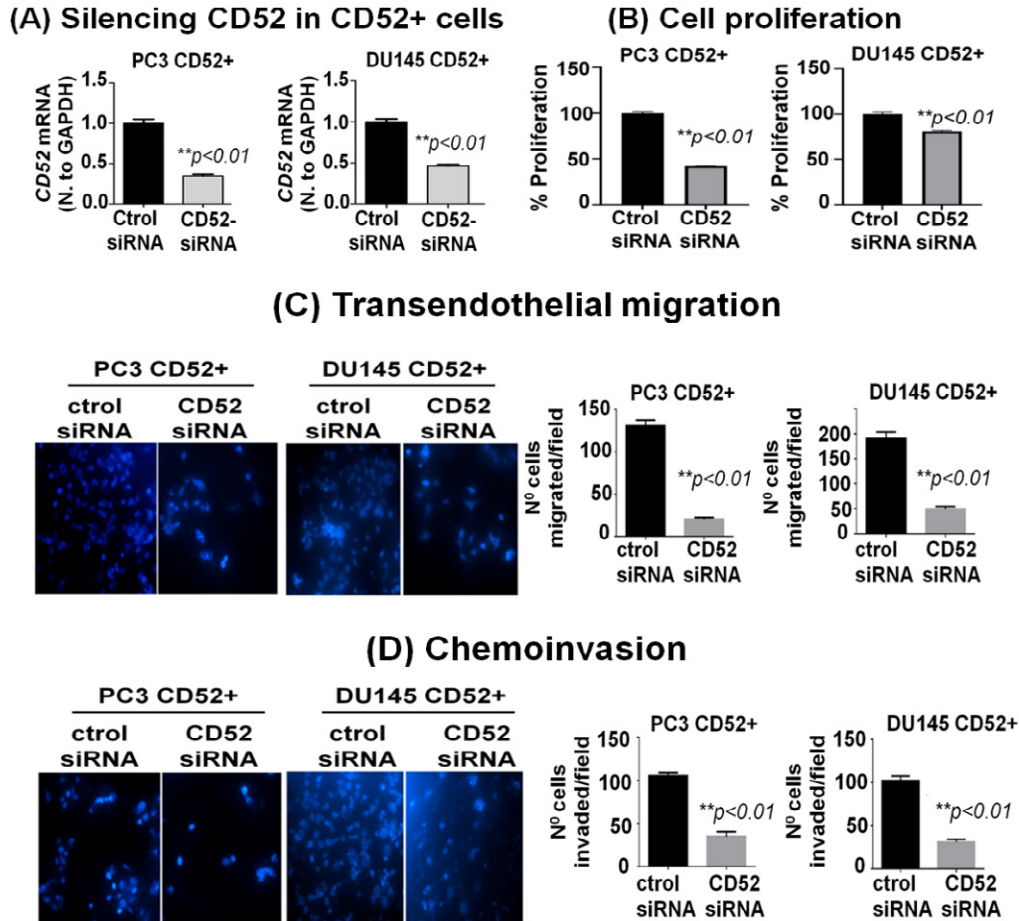 (A) Silencing CD52 in CD52+ cells
PC3 CD52+
CD52 mRNA
(N. to GAPDH)
1.5
1.0
0.5
0.0
**p<0.01
Ctrol
siRNA
CD52-
siRNA
DU145 CD52+
CD52 mRNA
(N. to GAPDH)
1.5
1.0
0.5
0.0
**p<0.01
Ctrol
siRNA
CD52-
siRNA
(B) Cell proliferation
PC3 CD52+
% Proliferation
150
100
50
0
**p<0.01
Ctrol
siRNA
CD52
siRNA
DU145 CD52+
% Proliferation
150
100
50
0
**p<0.01
Ctrol
siRNA
CD52
siRNA
(C) Transendothelial migration
PC3 CD52+
ctrol
siRNA
CD52
siRNA
DU145 CD52+
ctrol
siRNA
CD52
siRNA
PC3 CD52+
Nº cells
migrated/field
150
100
50
0
**p<0.01
ctrol
siRNA
CD52
siRNA
DU145 CD52+
Nº cells
migrated/field
200
150
100
50
0
**p<0.01
ctrol
siRNA
CD52
siRNA
(D) Chemoinvasion
PC3 CD52+
ctrol
siRNA
CD52
siRNA
DU145 CD52+
ctrol
siRNA
CD52
siRNA
PC3 CD52+
Nº cells
invaded/field
150
100
50
0
**p<0.01
ctrol
siRNA
CD52
siRNA
DU145 CD52+
Nº cells
invaded/field
150
100
50
0
**p<0.01
ctrol
siRNA
CD52
siRNA